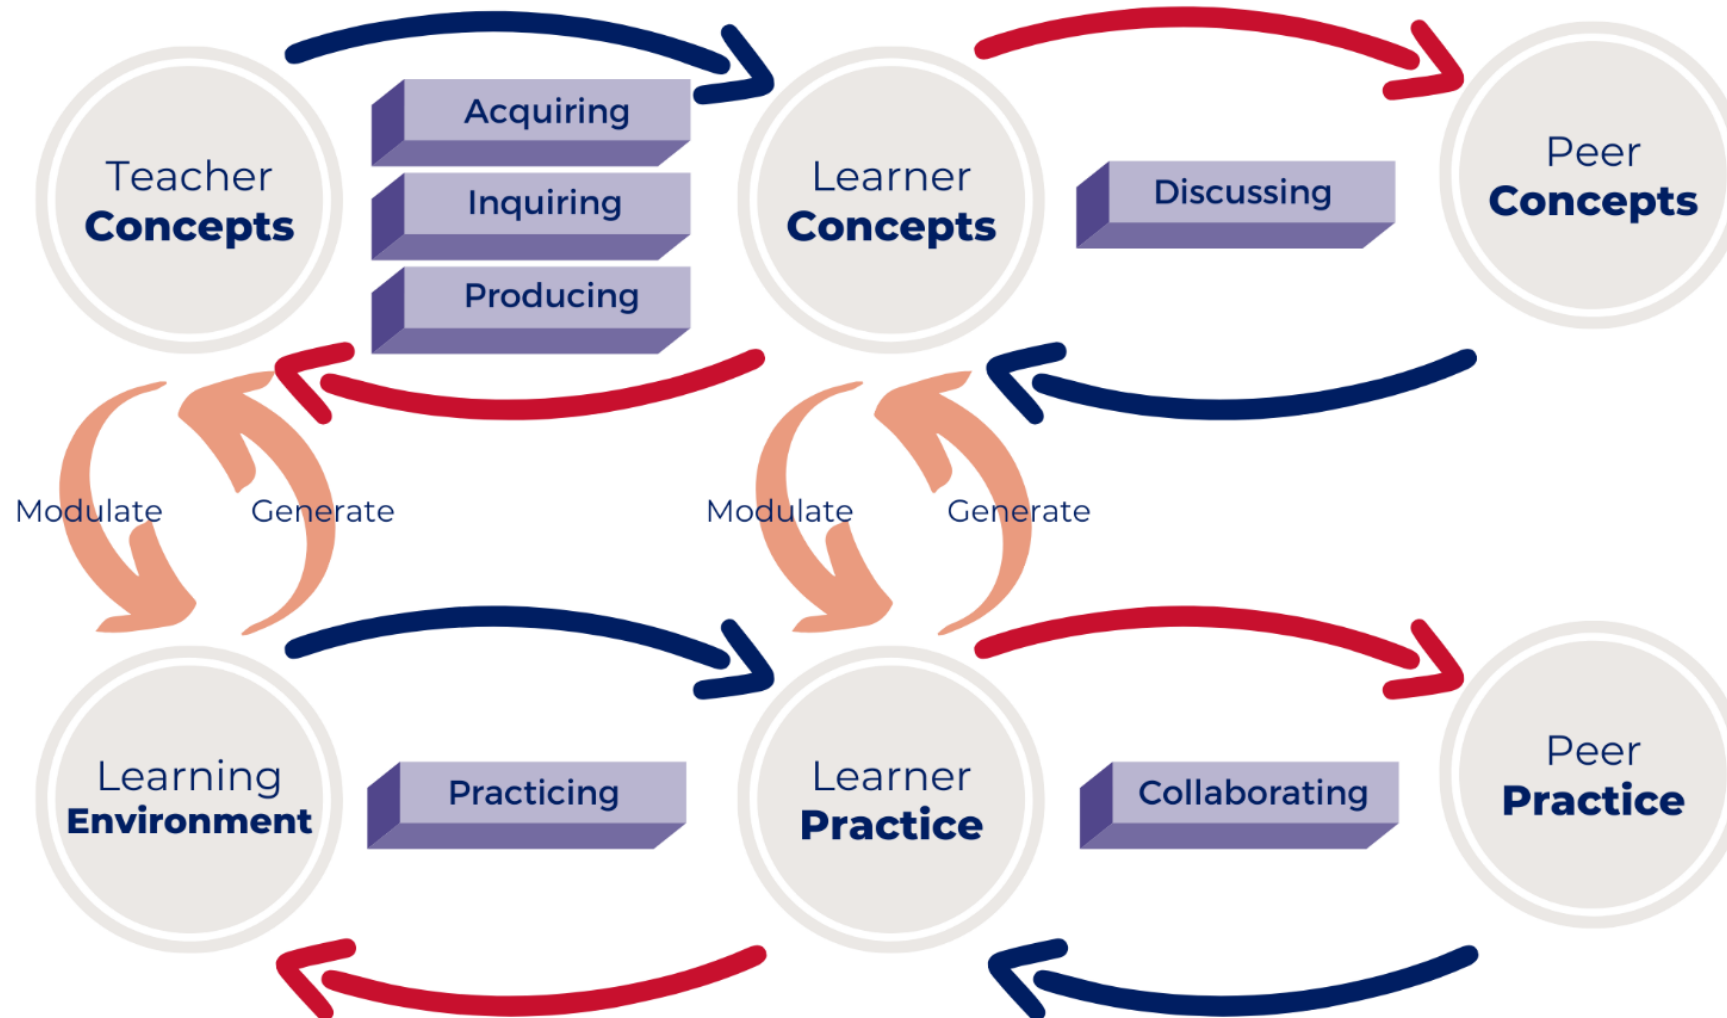 Teacher
Concepts
Acquiring
Inquiring
Producing
Learner
Concepts
Discussing
Peer
Concepts
Modulate
Generate
Modulate
Generate
Learning
Environment
Practicing
Learner
Practice
Collaborating
Peer
Practice